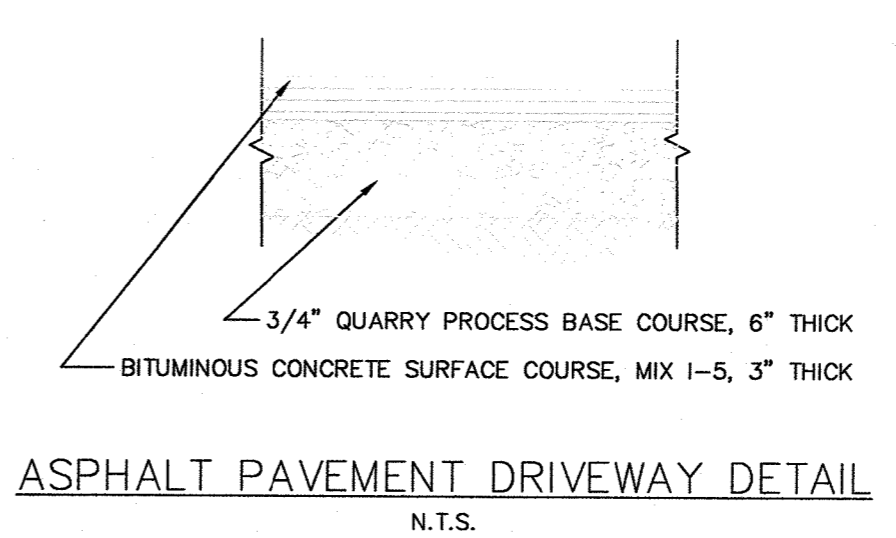 3/4" QUARRY PROCESS BASE COURSE, 6" THICK
BITUMINOUS CONCRETE SURFACE COURSE, MIX I-5, 3" THICK
ASPHALT PAVEMENT DRIVEWAY DETAIL
N.T.S.